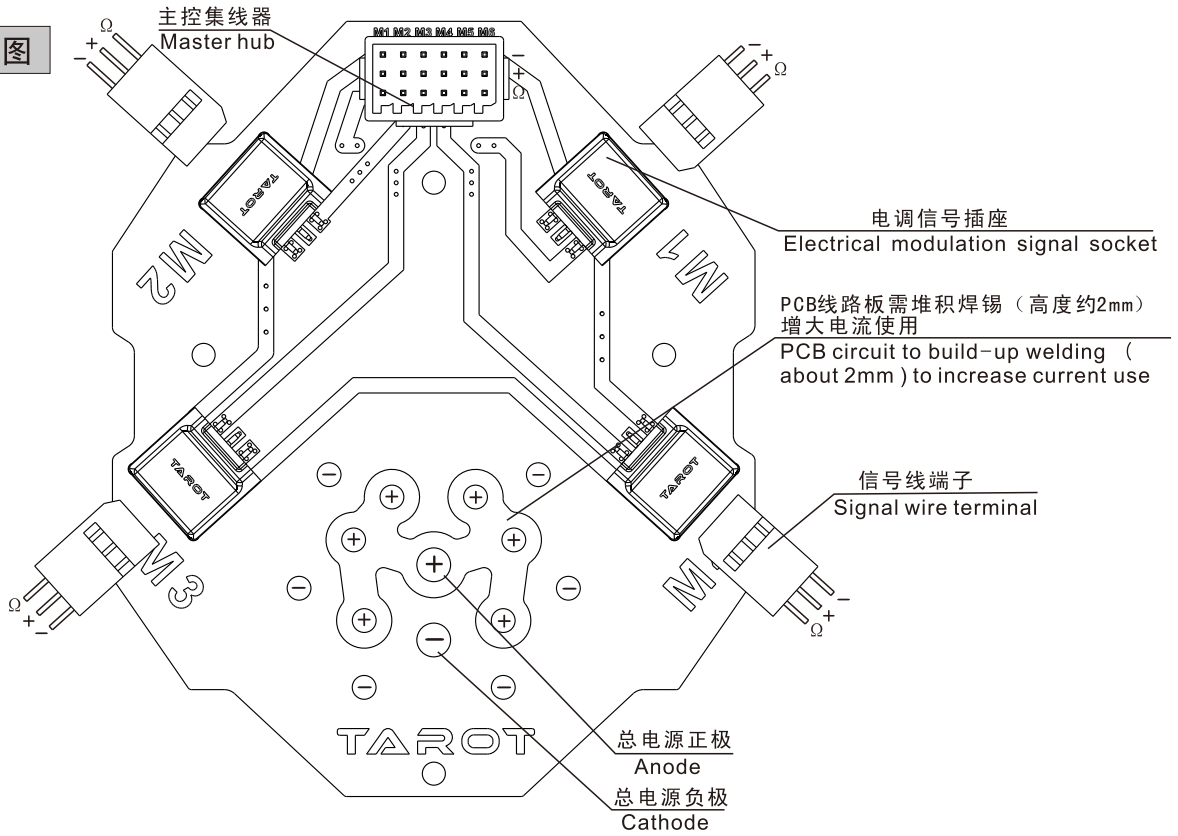 图
主控集线器
Master hub
M1 M2 M3 M4 M5 M6
−
+
Ω
Ω
+
−
−
+
Ω
TAROT
TAROT
电调信号插座
Electrical modulation signal socket
M2
M1
PCB线路板需堆积焊锡（高度约2mm）
增大电流使用
PCB circuit to build-up welding (
about 2mm ) to increase current use
TAROT
TAROT
信号线端子
Signal wire terminal
M3
M
Ω
+
−
−
+
Ω
TAROT
总电源正极
Anode
总电源负极
Cathode